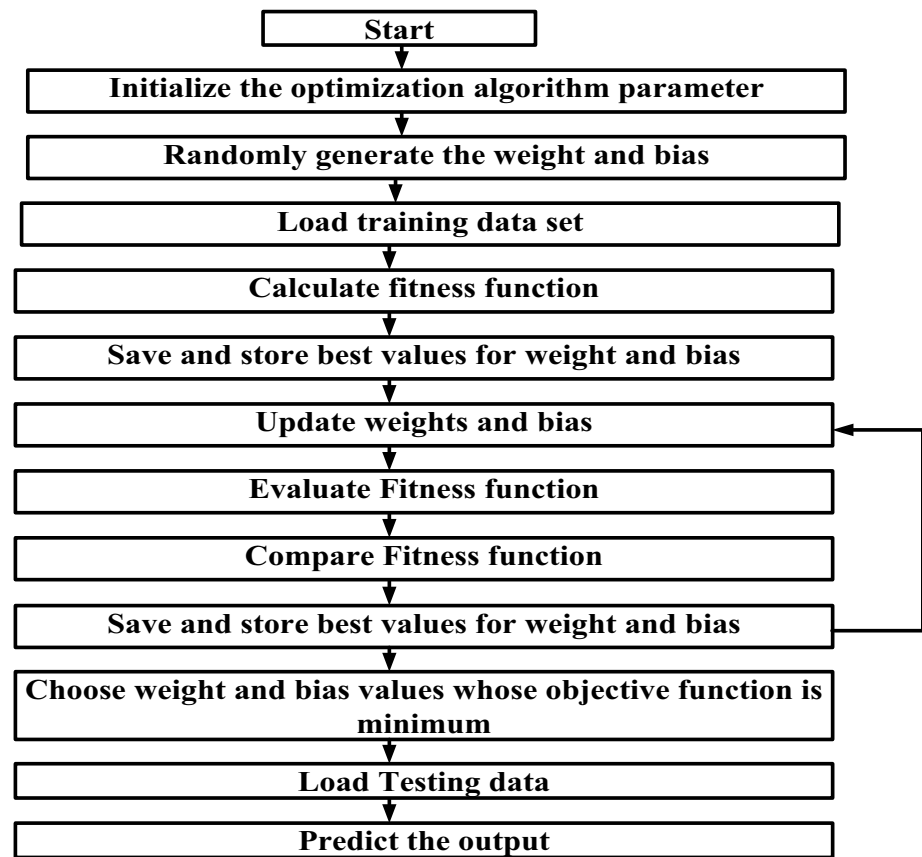 Start
Initialize the optimization algorithm parameter
Randomly generate the weight and bias
Load training data set
Calculate fitness function
Save and store best values for weight and bias
Update weights and bias
Evaluate Fitness function
Compare Fitness function
Save and store best values for weight and bias
Choose weight and bias values whose objective function is
minimum
Load Testing data
Predict the output